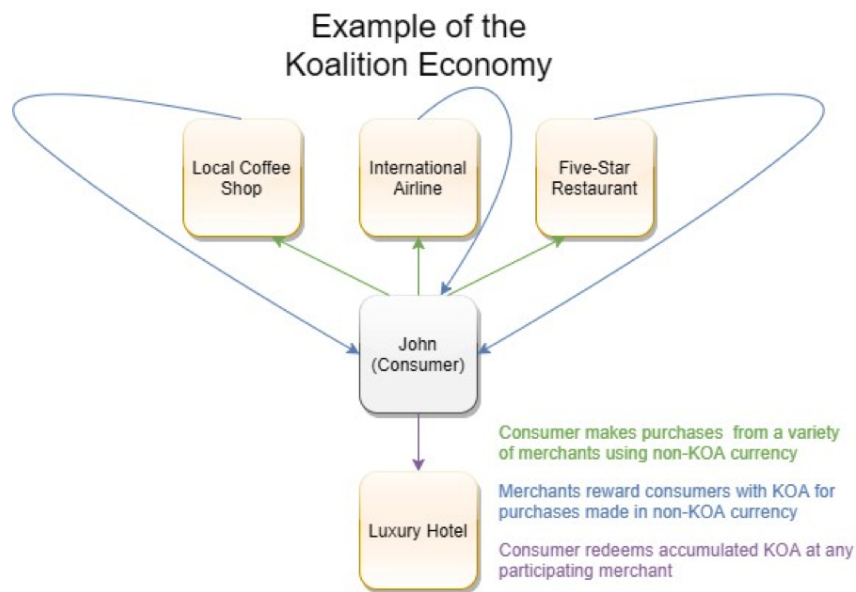 Example of the
Koalition Economy
Local Coffee
Shop
International
Airline
Five-Star
Restaurant
John
(Consumer)
Luxury Hotel
Consumer makes purchases from a variety
of merchants using non-KOA currency
Merchants reward consumers with KOA for
purchases made in non-KOA currency
Consumer redeems accumulated KOA at any
participating merchant